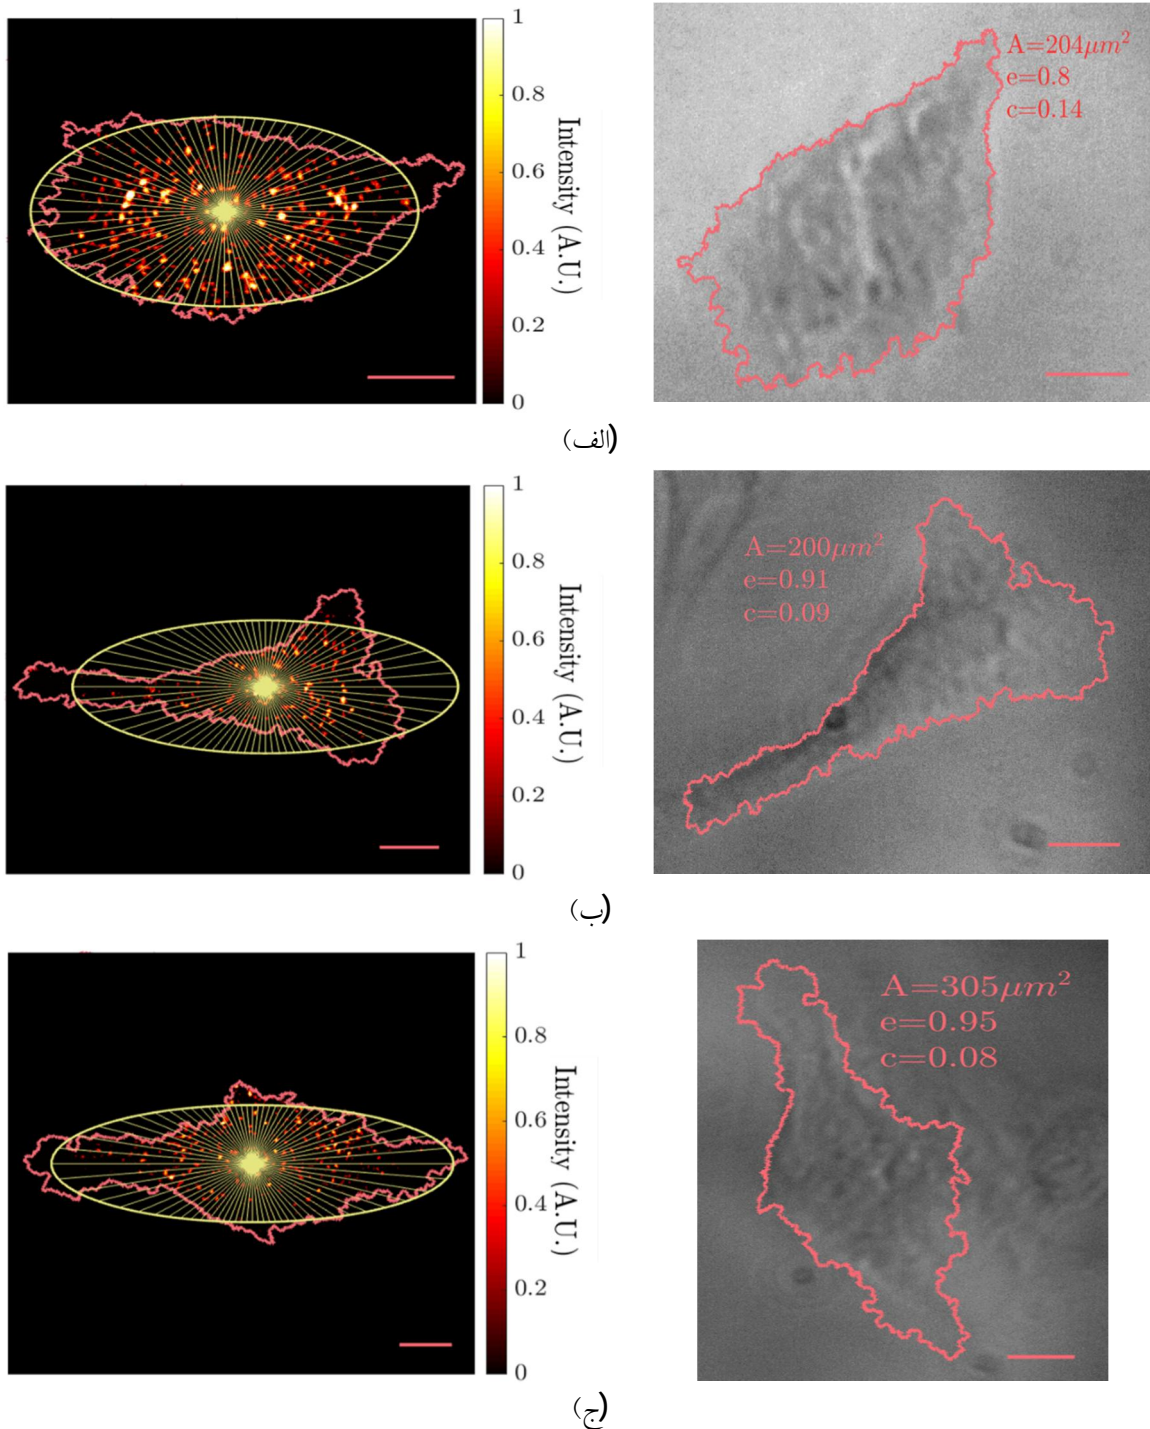 1
0.8
0.6
0.4
0.2
0
Intensity (A.U.)
A=204μm²
e=0.8
c=0.14
(الف)
1
0.8
0.6
0.4
0.2
0
Intensity (A.U.)
A=200μm²
e=0.91
c=0.09
(ب)
1
0.8
0.6
0.4
0.2
0
Intensity (A.U.)
A=305μm²
e=0.95
c=0.08
(ج)